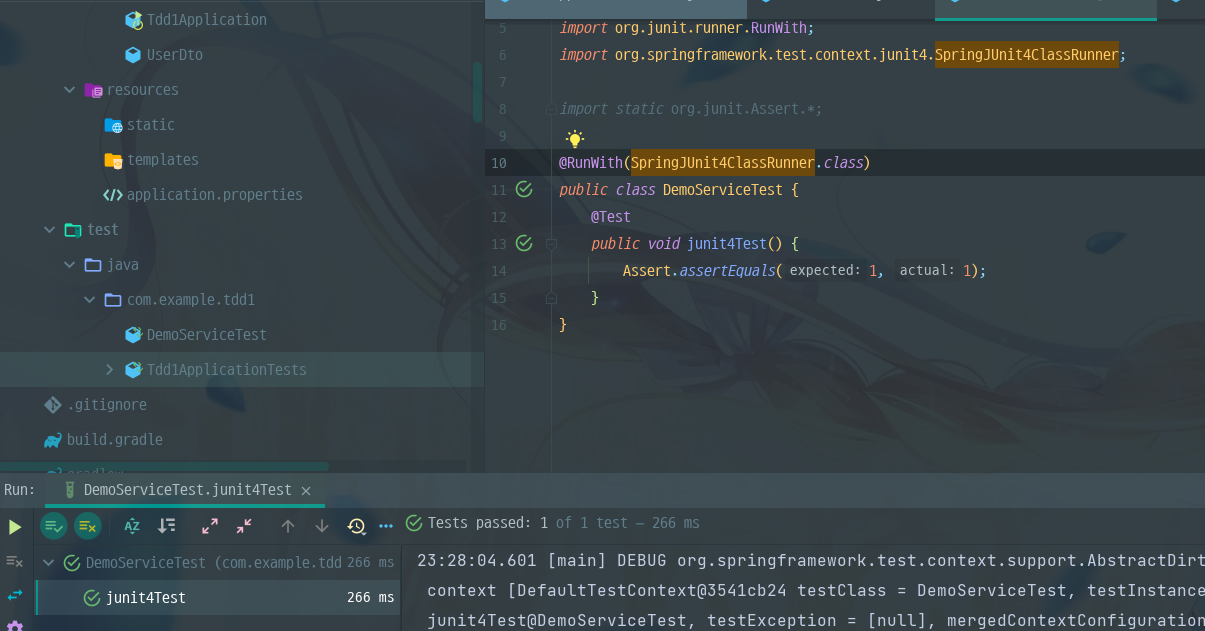 Tdd1Application
UserDto
resources
static
templates
application.properties
test
java
com.example.tdd1
DemoServiceTest
Tdd1ApplicationTests
.gitignore
build.gradle
5 import org.junit.runner.RunWith;
6 import org.springframework.test.context.junit4.SpringJUnit4ClassRunner;
7
8 import static org.junit.Assert.*;
9
10 @RunWith(SpringJUnit4ClassRunner.class)
11 public class DemoServiceTest {
12 @Test
13 public void junit4Test() {
14 Assert.assertEquals( expected: 1, actual: 1);
15 }
16 }
Run: DemoServiceTest.junit4Test
Tests passed: 1 of 1 test – 266 ms
DemoServiceTest (com.example.tdd 266 ms
junit4Test 266 ms
23:28:04.601 [main] DEBUG org.springframework.test.context.support.AbstractDirt
context [DefaultTestContext@3541cb24 testClass = DemoServiceTest, testInstance
junit4Test@DemoServiceTest, testException = [null], mergedContextConfiguration